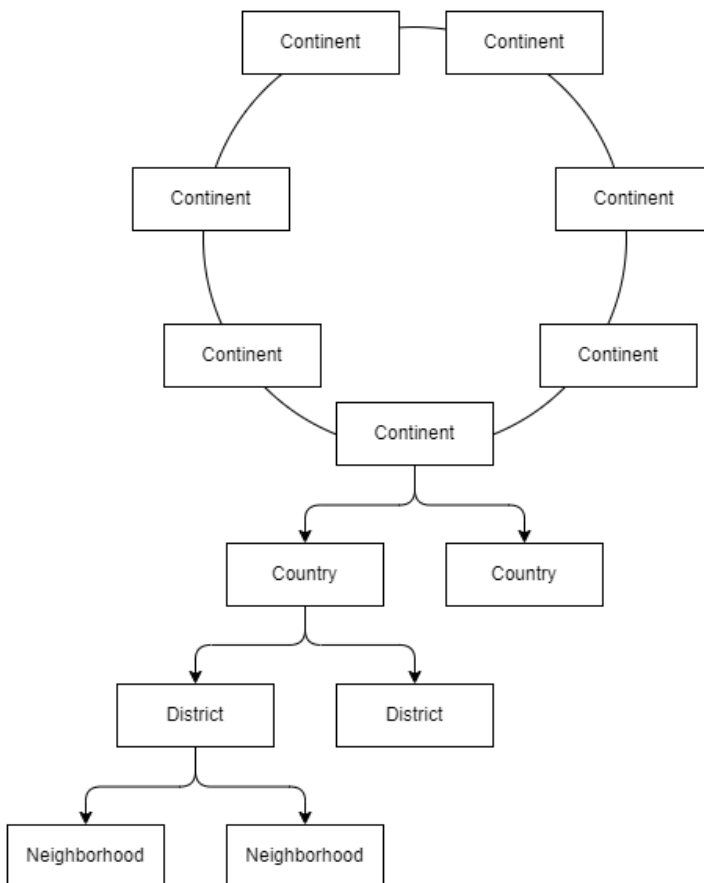 Continent
Continent
Continent
Continent
Continent
Continent
Continent
Country
Country
District
District
Neighborhood
Neighborhood